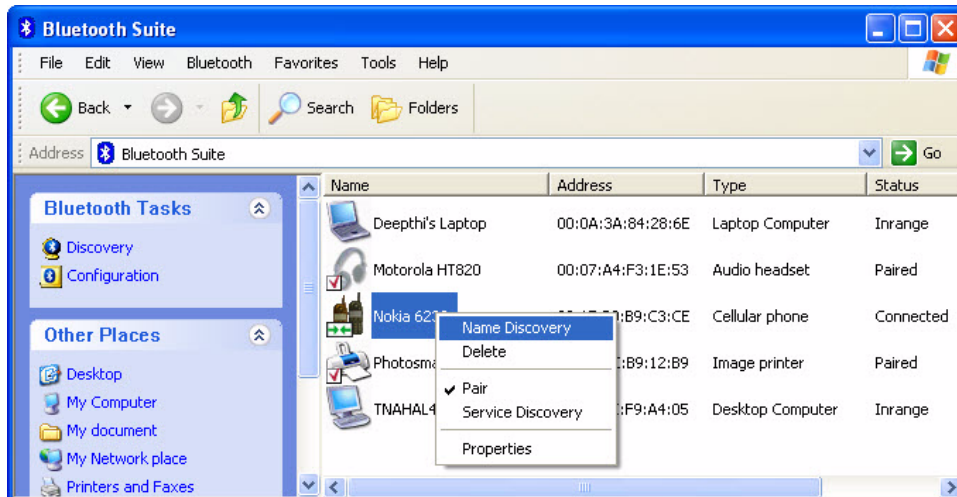 Bluetooth Suite
File Edit View Bluetooth Favorites Tools Help
Back Search Folders
Address Bluetooth Suite Go
Name Address Type Status
Bluetooth Tasks
Discovery
Configuration
Other Places
Desktop
My Computer
My document
My Network place
Printers and Faxes
Deepthi's Laptop 00:0A:3A:84:28:6E Laptop Computer Inrange
Motorola HT820 00:07:A4:F3:1E:53 Audio headset Paired
Nokia :B9:C3:CE Cellular phone Connected
:B9:12:B9 Image printer Paired
:F9:A4:05 Desktop Computer Inrange
Name Discovery
Delete
Pair
Service Discovery
Properties